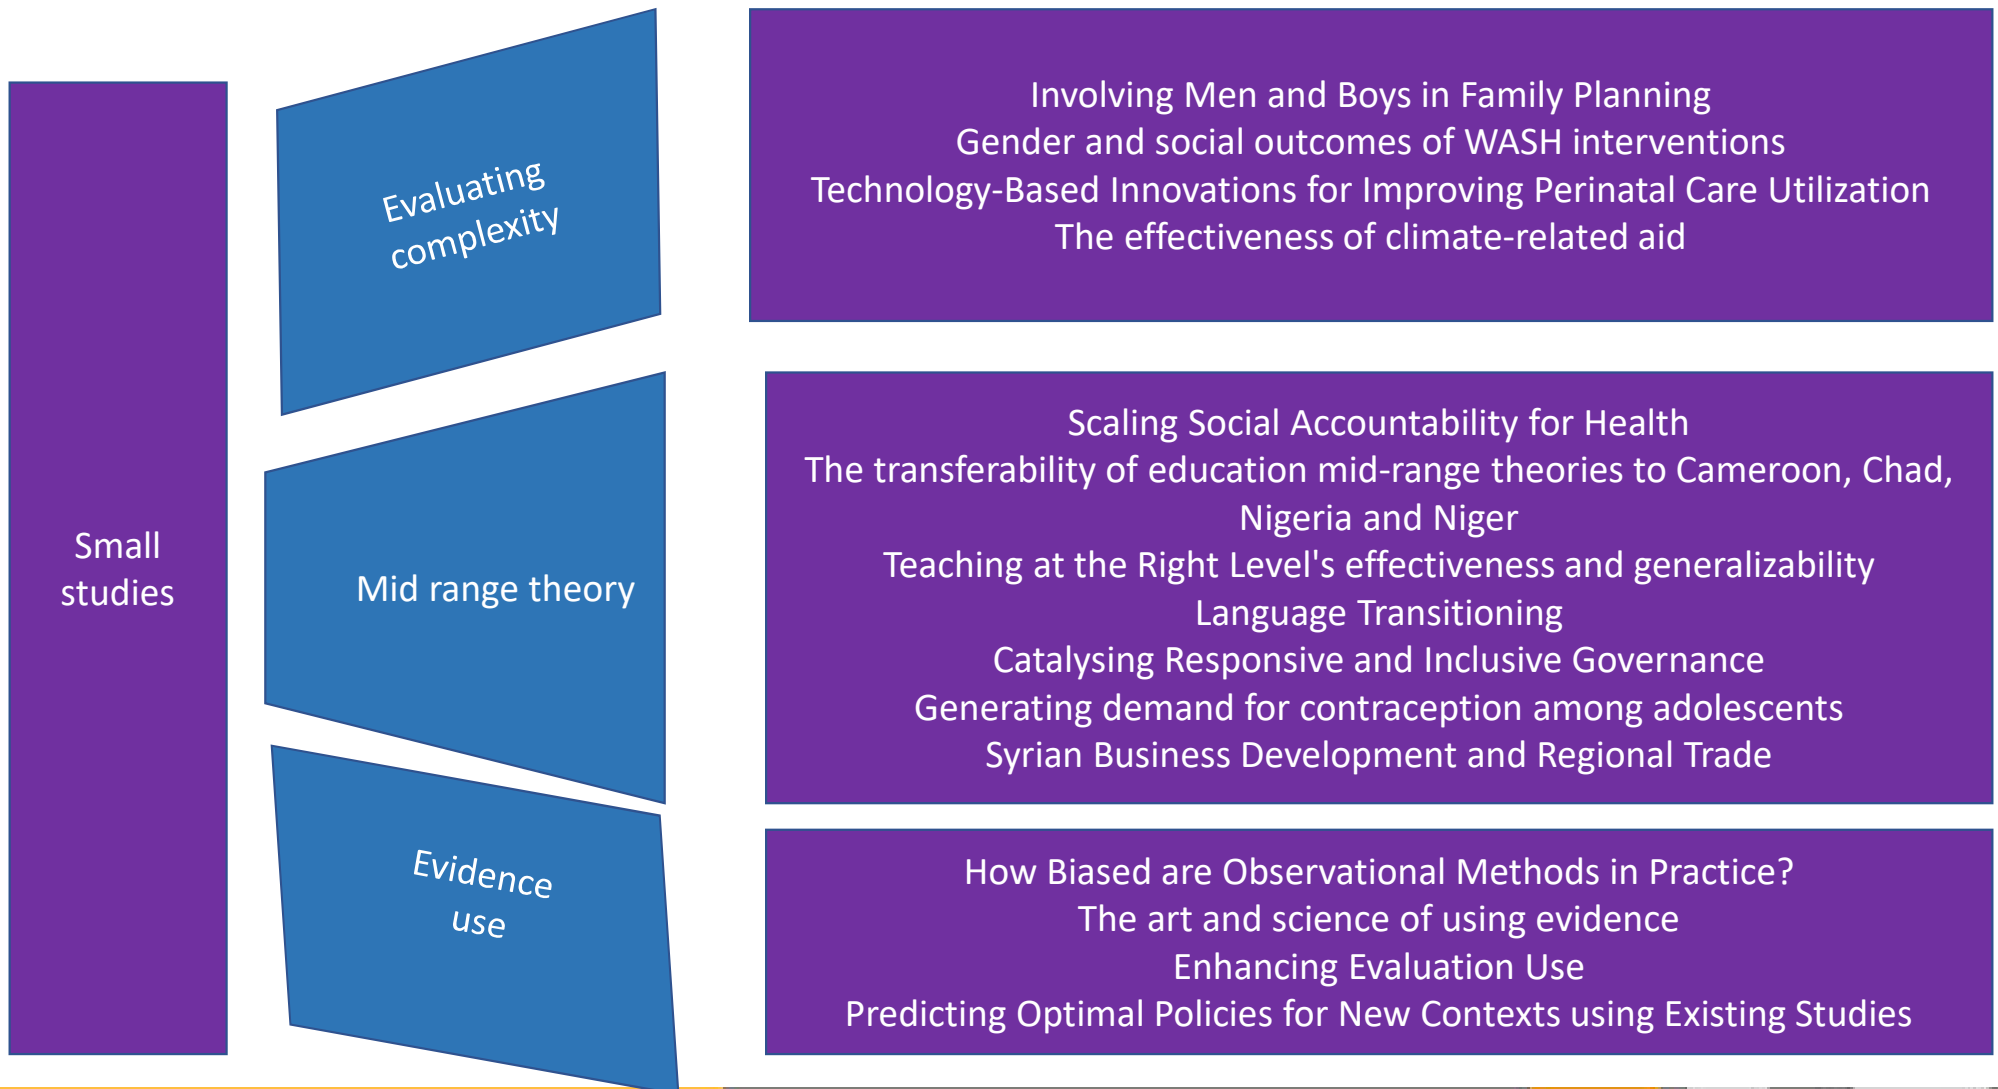 Small
studies
Evaluating
complexity
Involving Men and Boys in Family Planning
Gender and social outcomes of WASH interventions
Technology-Based Innovations for Improving Perinatal Care Utilization
The effectiveness of climate-related aid
Mid range theory
Scaling Social Accountability for Health
The transferability of education mid-range theories to Cameroon, Chad,
Nigeria and Niger
Teaching at the Right Level's effectiveness and generalizability
Language Transitioning
Catalysing Responsive and Inclusive Governance
Generating demand for contraception among adolescents
Syrian Business Development and Regional Trade
Evidence
use
How Biased are Observational Methods in Practice?
The art and science of using evidence
Enhancing Evaluation Use
Predicting Optimal Policies for New Contexts using Existing Studies